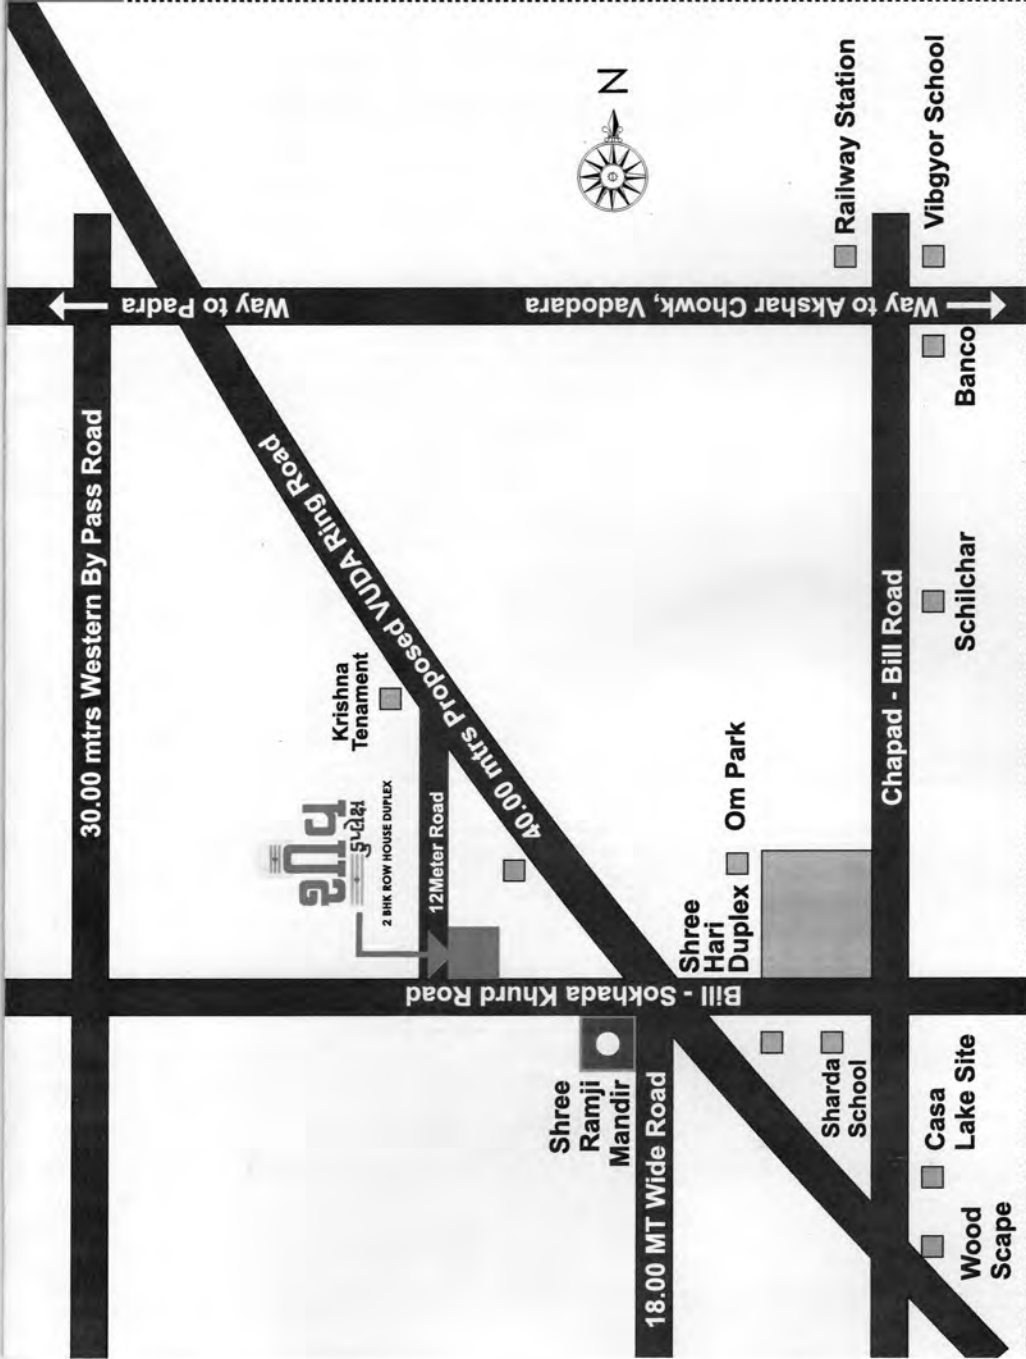 30.00 mtrs Western By Pass Road
Way to Padra
ડુપ્લેક્ષ
2 BHK ROW HOUSE DUPLEX
Krishna
Tenament
12Meter Road
40.00 mtrs Proposed VUDA Ring Road
Bill - Sokhada Khurd Road
Way to Akshar Chowk, Vadodara
N
Shree
Ramji
Mandir
18.00 MT Wide Road
Shree
Hari
Duplex
Om Park
Railway Station
Sharda
School
Chapad - Bill Road
Wood
Scape
Casa
Lake Site
Schilchar
Banco
Vibgyor School